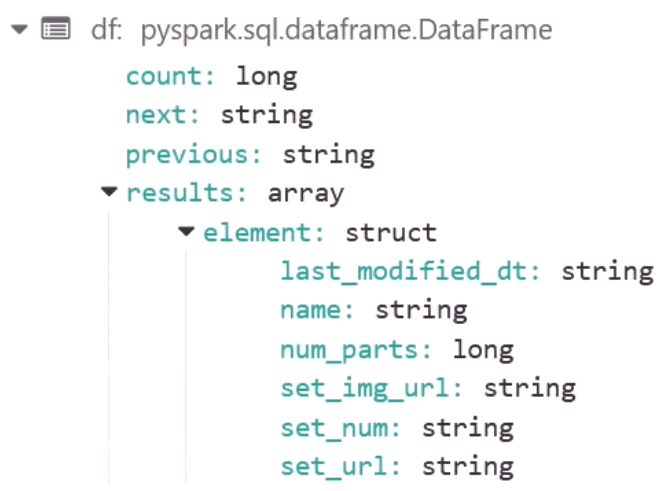 df: pyspark.sql.dataframe.DataFrame
count: long
next: string
previous: string
results: array
element: struct
last_modified_dt: string
name: string
num_parts: long
set_img_url: string
set_num: string
set_url: string